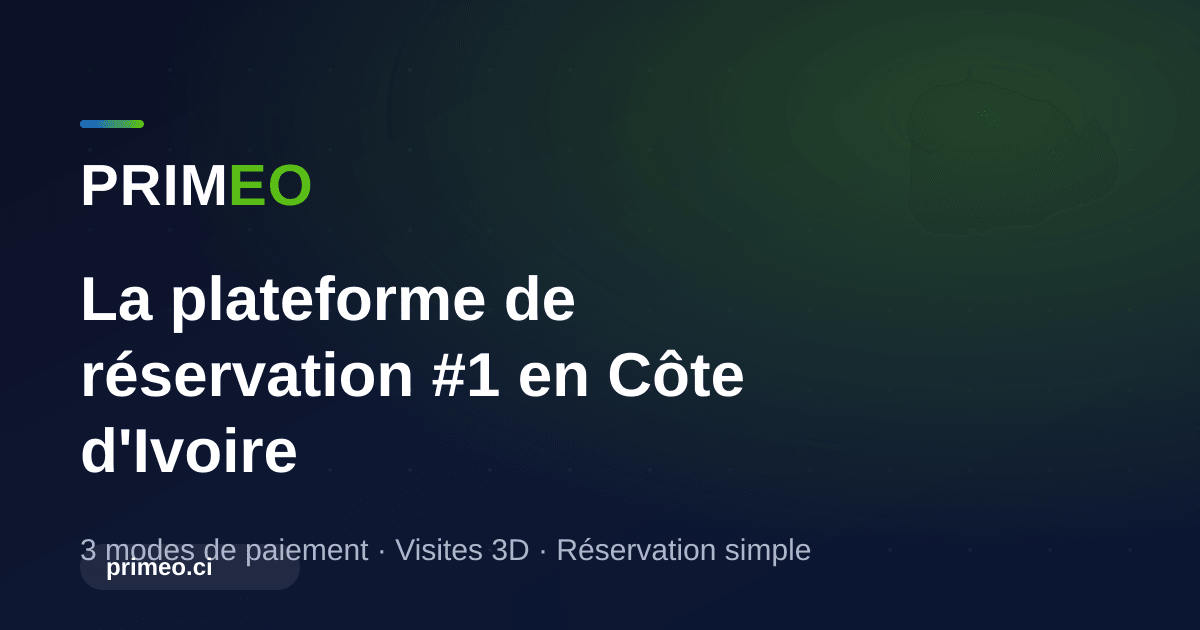 PRIMEO
La plateforme de
réservation #1 en Côte
d'Ivoire
3 modes de paiement · Visites 3D · Réservation simple
primeo.ci